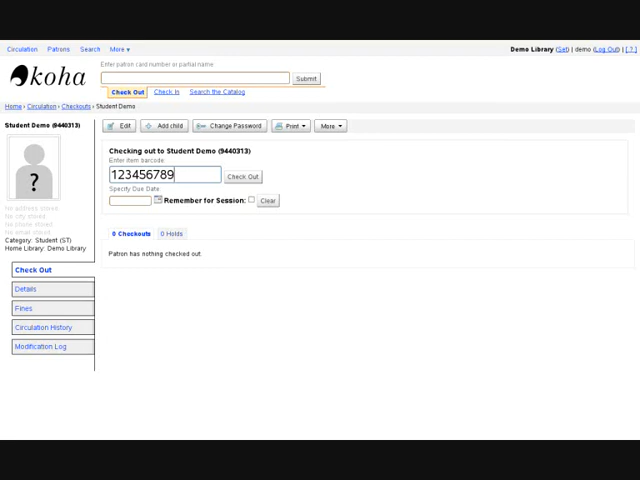 Circulation Patrons Search More ▾ Demo Library (Set) | demo (Log Out) | [ ? ]
koha
Enter patron card number or partial name
Submit
Check Out Check In Search the Catalog
Home › Circulation › Checkouts › Student Demo
Student Demo (9440313)
Edit Add child Change Password Print ▾ More ▾
?
Checking out to Student Demo (9440313)
Enter item barcode:
123456789 Check Out
Specify Due Date:
Remember for Session: Clear
No address stored.
No city stored.
No phone stored.
No email stored.
Category: Student (ST)
Home Library: Demo Library
0 Checkouts 0 Holds
Patron has nothing checked out.
Check Out
Details
Fines
Circulation History
Modification Log